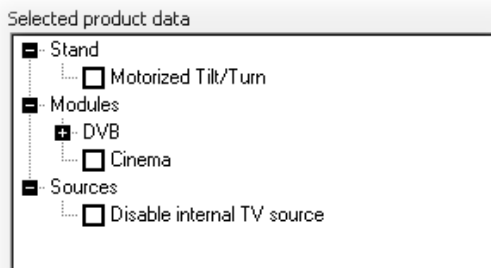 Selected product data
Stand
Motorized Tilt/Turn
Modules
DVB
Cinema
Sources
Disable internal TV source